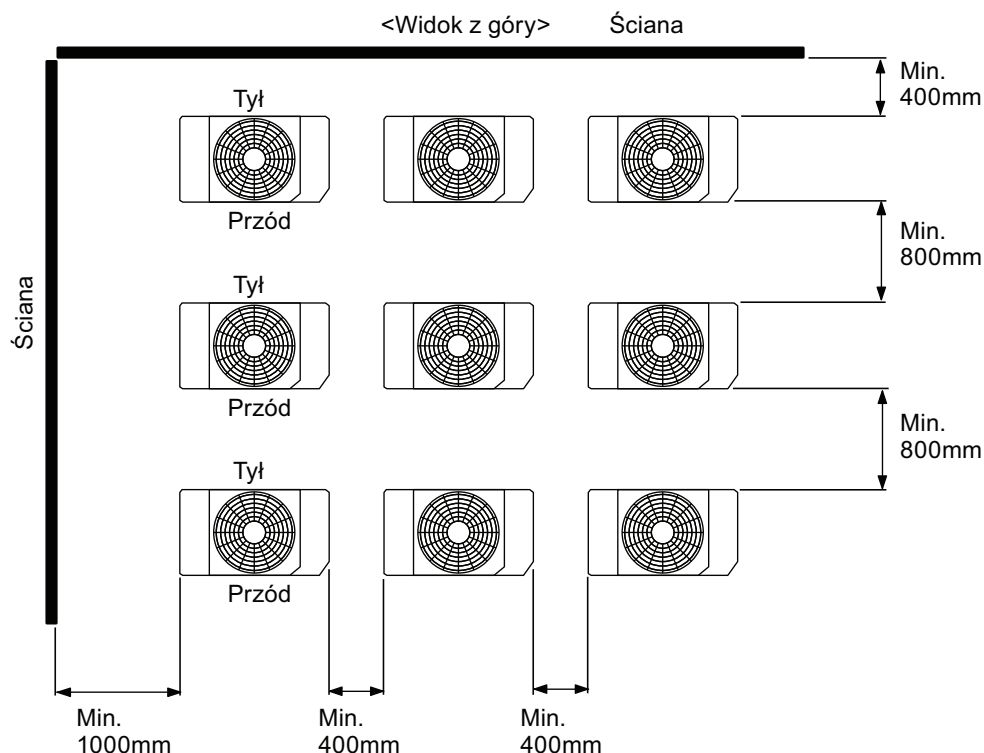 <Widok z góry>
Ściana
Min.
400mm
Tył
Przód
Min.
800mm
Ściana
Tył
Przód
Min.
800mm
Tył
Przód
Min.
1000mm
Min.
400mm
Min.
400mm